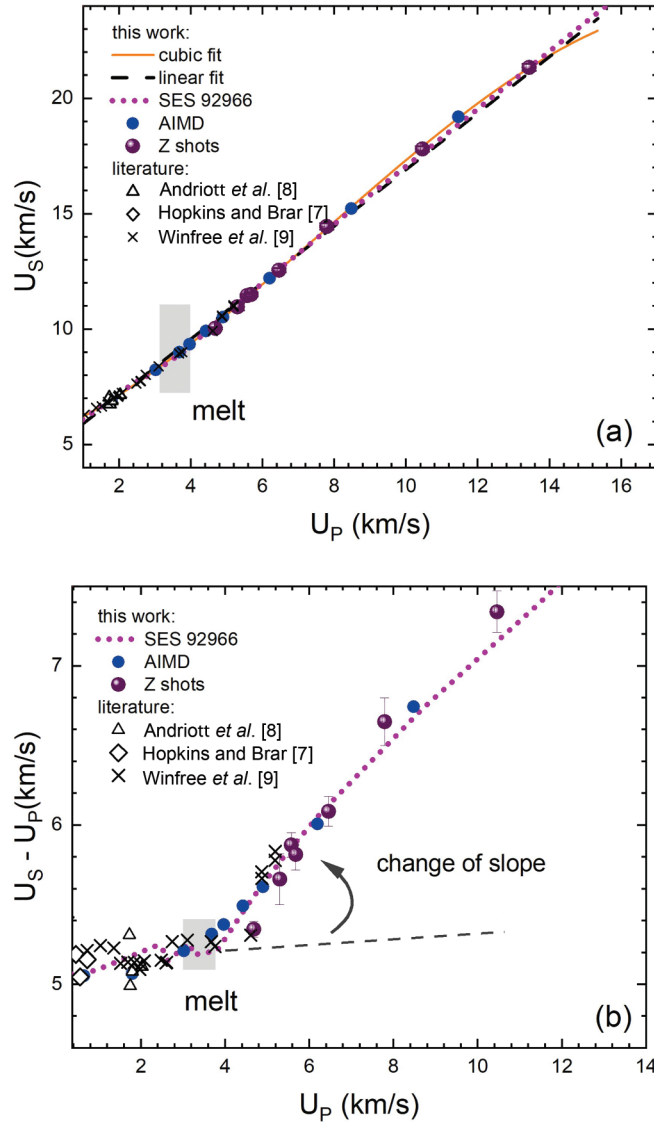 this work:
cubic fit
linear fit
SES 92966
AIMD
Z shots
literature:
Andriott et al. [8]
Hopkins and Brar [7]
Winfree et al. [9]
melt
(a)
20
15
10
5
2 4 6 8 10 12 14 16
U_S(km/s)
U_P (km/s)
this work:
SES 92966
AIMD
Z shots
literature:
Andriott et al. [8]
Hopkins and Brar [7]
Winfree et al. [9]
change of slope
melt
(b)
7
6
5
2 4 6 8 10 12 14
U_S - U_P(km/s)
U_P (km/s)